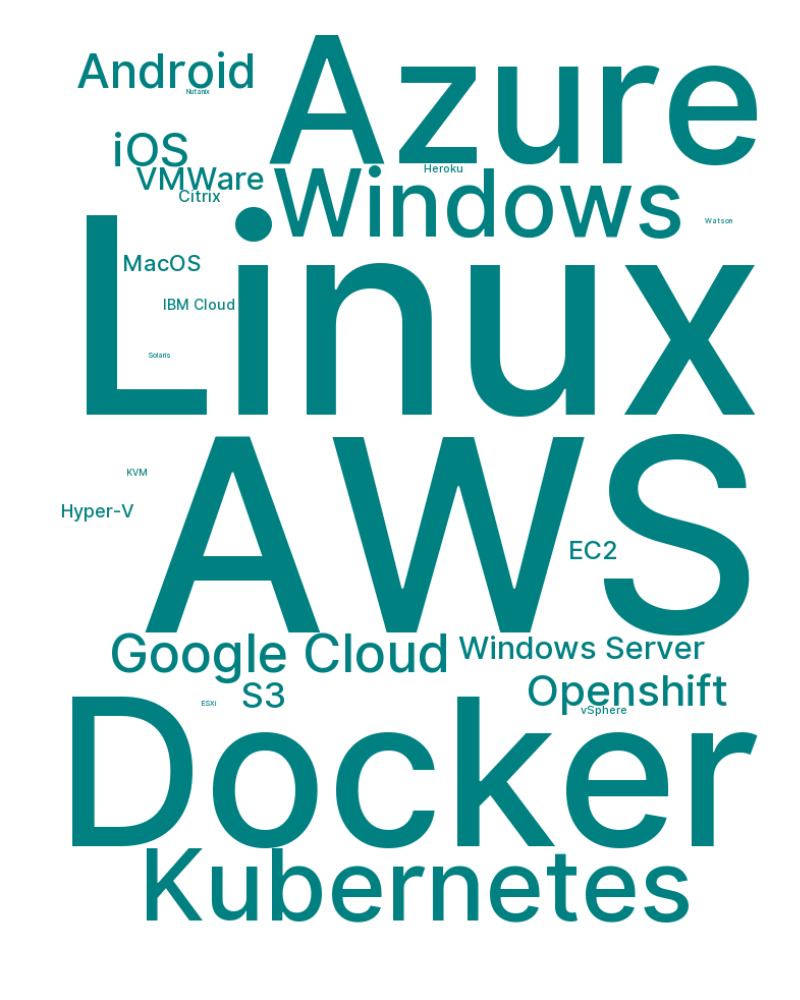 Android
Azure
Nutanix
iOS
VMWare
Heroku
Citrix
Windows
Watson
Linux
MacOS
IBM Cloud
Solaris
AWS
KVM
Hyper-V
EC2
Google Cloud
Windows Server
S3
Openshift
ESXi
vSphere
Docker
Kubernetes